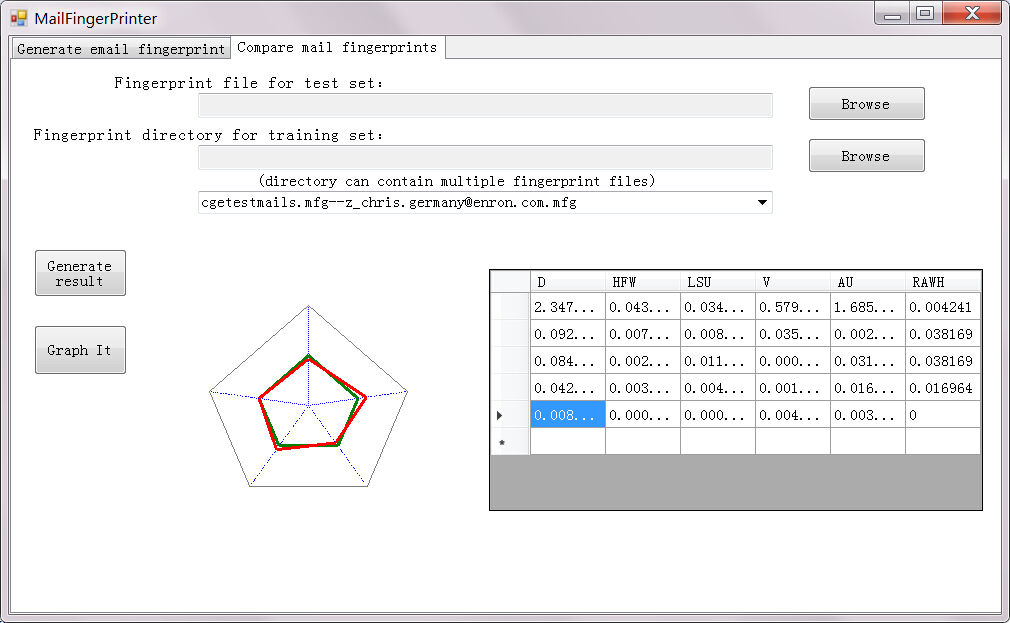 MailFingerPrinter
Generate email fingerprint Compare mail fingerprints
Fingerprint file for test set:
Browse
Fingerprint directory for training set:
Browse
(directory can contain multiple fingerprint files)
cgetestmails.mfg--z_chris.germany@enron.com.mfg
Generate
result
Graph It
D HFW LSU V AU RAWH
2.347... 0.043... 0.034... 0.579... 1.685... 0.004241
0.092... 0.007... 0.008... 0.035... 0.002... 0.038169
0.084... 0.002... 0.011... 0.000... 0.031... 0.038169
0.042... 0.003... 0.004... 0.001... 0.016... 0.016964
0.008... 0.000... 0.000... 0.004... 0.003... 0